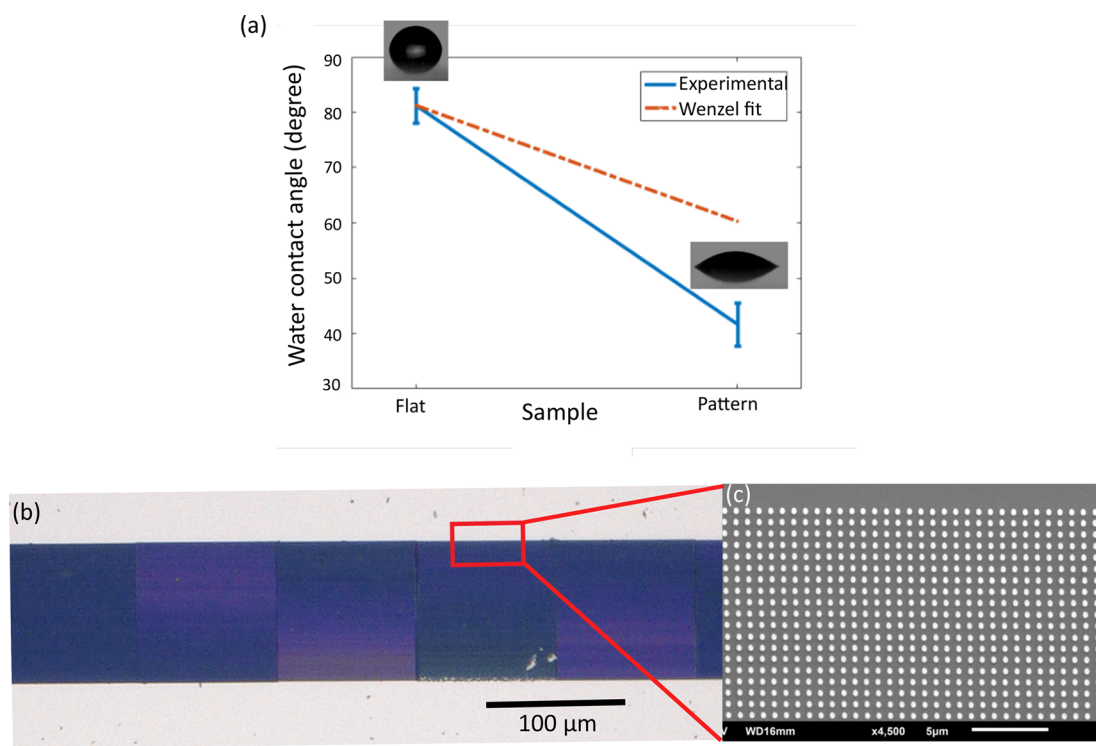 (a)
90
80
70
60
50
40
30
Water contact angle (degree)
Experimental
Wenzel fit
Flat
Sample
Pattern
(b)
100 µm
(c)
V WD16mm x4,500 5µm